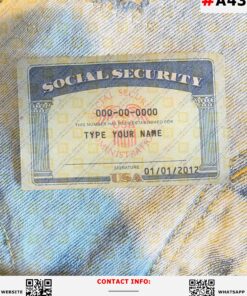 #A43
SOCIAL SECURITY
000-00-0000
THIS NUMBER HAS BEEN ESTABLISHED FOR
TYPE YOUR NAME
SIGNATURE
01/01/2012
USA
CONTACT INFO:
WEBSITE
WHATSAPP